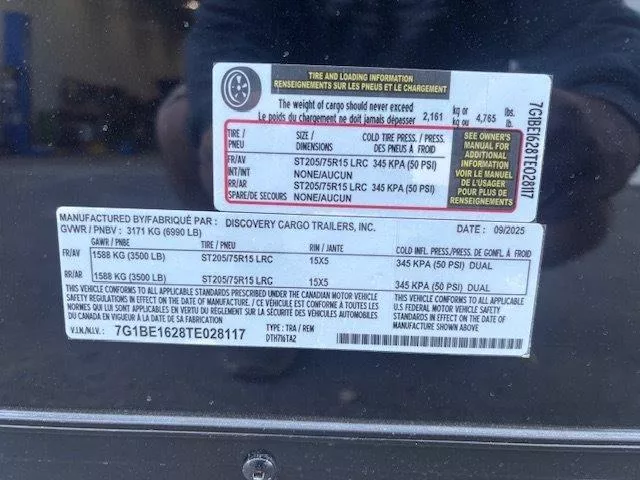 TIRE AND LOADING INFORMATION
RENSEIGNEMENTS SUR LES PNEUS ET LE CHARGEMENT
The weight of cargo should never exceed
Le poids du chargement ne doit jamais dépasser 2,161 kg or kg ou 4,765 lbs. lb.
TIRE / PNEU SIZE / DIMENSIONS COLD TIRE PRESS. / PRESS. DES PNEUS À FROID
FR/AV ST205/75R15 LRC 345 KPA (50 PSI)
INT/INT NONE/AUCUN
RR/AR ST205/75R15 LRC 345 KPA (50 PSI)
SPARE/DE SECOURS NONE/AUCUN
SEE OWNER'S
MANUAL FOR
ADDITIONAL
INFORMATION
VOIR LE MANUEL
DE L'USAGER
POUR PLUS DE
RENSEIGNEMENTS
7G1BE1628TE028117
MANUFACTURED BY/FABRIQUÉ PAR : DISCOVERY CARGO TRAILERS, INC. DATE : 09/2025
GVWR / PNBV : 3171 KG (6990 LB)
GAWR / PNBE TIRE / PNEU RIM / JANTE COLD INFL. PRESS./PRESS. DE GONFL. À FROID
FR/AV 1588 KG (3500 LB) ST205/75R15 LRC 15X5 345 KPA (50 PSI) DUAL
RR/AR 1588 KG (3500 LB) ST205/75R15 LRC 15X5 345 KPA (50 PSI) DUAL
THIS VEHICLE CONFORMS TO ALL APPLICABLE STANDARDS PRESCRIBED UNDER THE CANADIAN MOTOR VEHICLE
SAFETY REGULATIONS IN EFFECT ON THE DATE OF MANUFACTURE / CE VÉHICULE EST CONFORME À TOUTES LES
NORMES QUI LUI SONT APPLICABLES EN VERTU DU RÈGLEMENT SUR LA SÉCURITÉ DES VÉHICULES AUTOMOBILES
DU CANADA EN VIGUEUR À LA DATE DE SA FABRICATION
THIS VEHICLE CONFORMS TO ALL APPLICABLE
U.S FEDERAL MOTOR VEHICLE SAFETY
STANDARDS IN EFFECT ON THE DATE OF
MANUFACTURE SHOWN ABOVE.
V.I.N./N.I.V.: 7G1BE1628TE028117 TYPE : TRA / REM
DTH716TA2